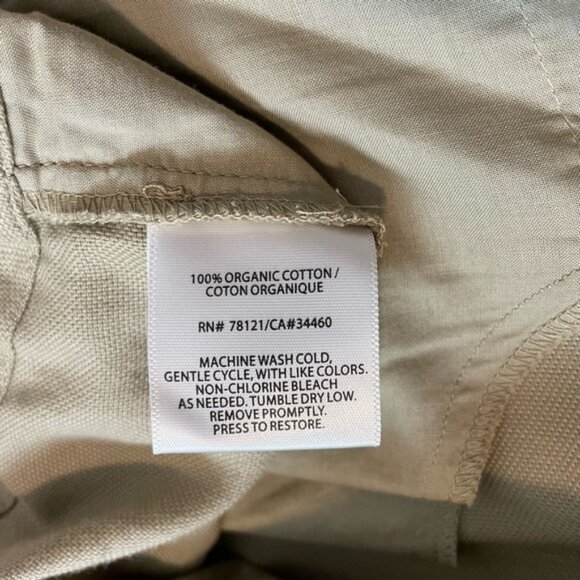 100% ORGANIC COTTON /
COTON ORGANIQUE
RN# 78121/CA#34460
MACHINE WASH COLD,
GENTLE CYCLE, WITH LIKE COLORS.
NON-CHLORINE BLEACH
AS NEEDED. TUMBLE DRY LOW.
REMOVE PROMPTLY.
PRESS TO RESTORE.